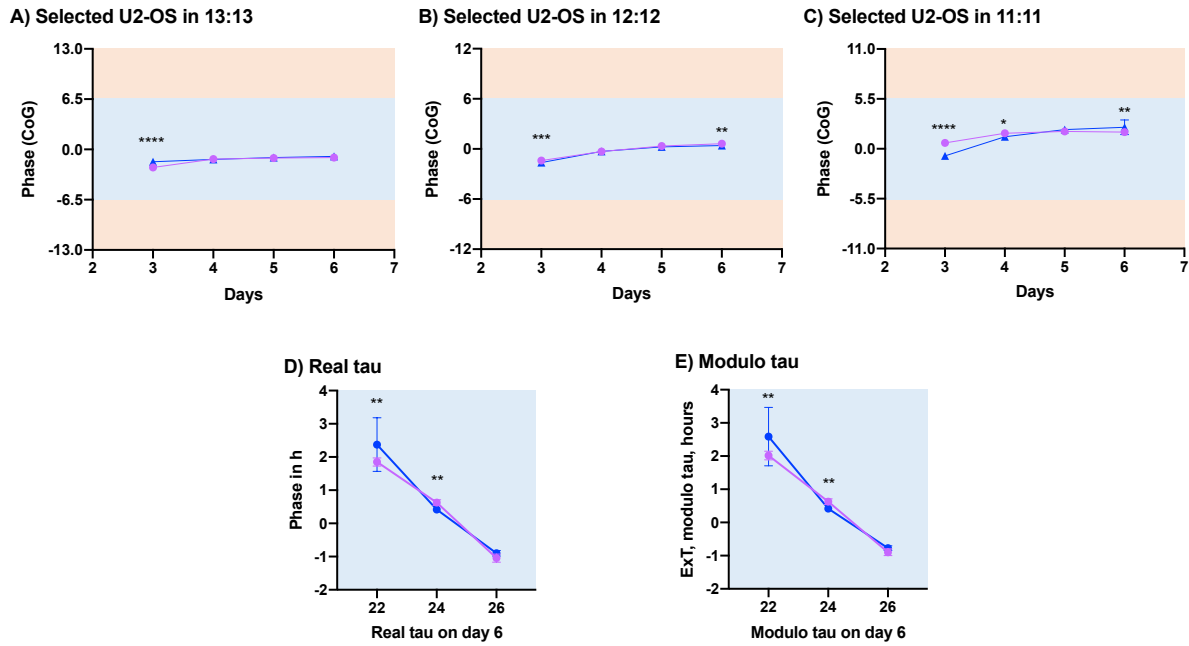 A) Selected U2-OS in 13:13
B) Selected U2-OS in 12:12
C) Selected U2-OS in 11:11
Phase (CoG)
13.0
6.5
0.0
-6.5
-13.0
****
2 3 4 5 6 7
Days
Phase (CoG)
12
6
0
-6
-12
***
**
2 3 4 5 6 7
Days
Phase (CoG)
11.0
5.5
0.0
-5.5
-11.0
****
*
**
2 3 4 5 6 7
Days
D) Real tau
Phase in h
4
3
2
1
0
-1
-2
**
**
22 24 26
Real tau on day 6
E) Modulo tau
ExT, modulo tau, hours
4
3
2
1
0
-1
-2
**
**
22 24 26
Modulo tau on day 6